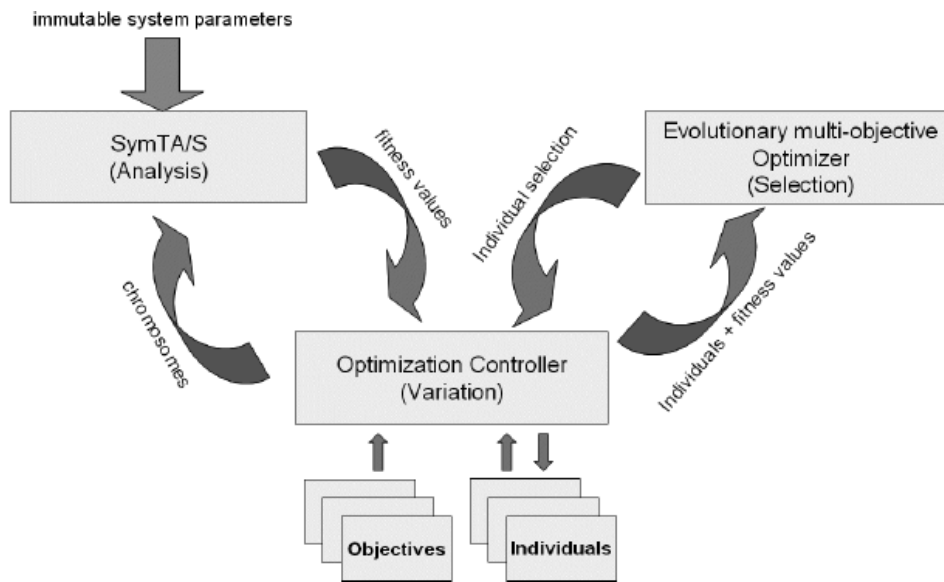 immutable system parameters
SymTA/S
(Analysis)
fitness values
Individual selection
Evolutionary multi-objective
Optimizer
(Selection)
chromosomes
Individuals + fitness values
Optimization Controller
(Variation)
Objectives
Individuals